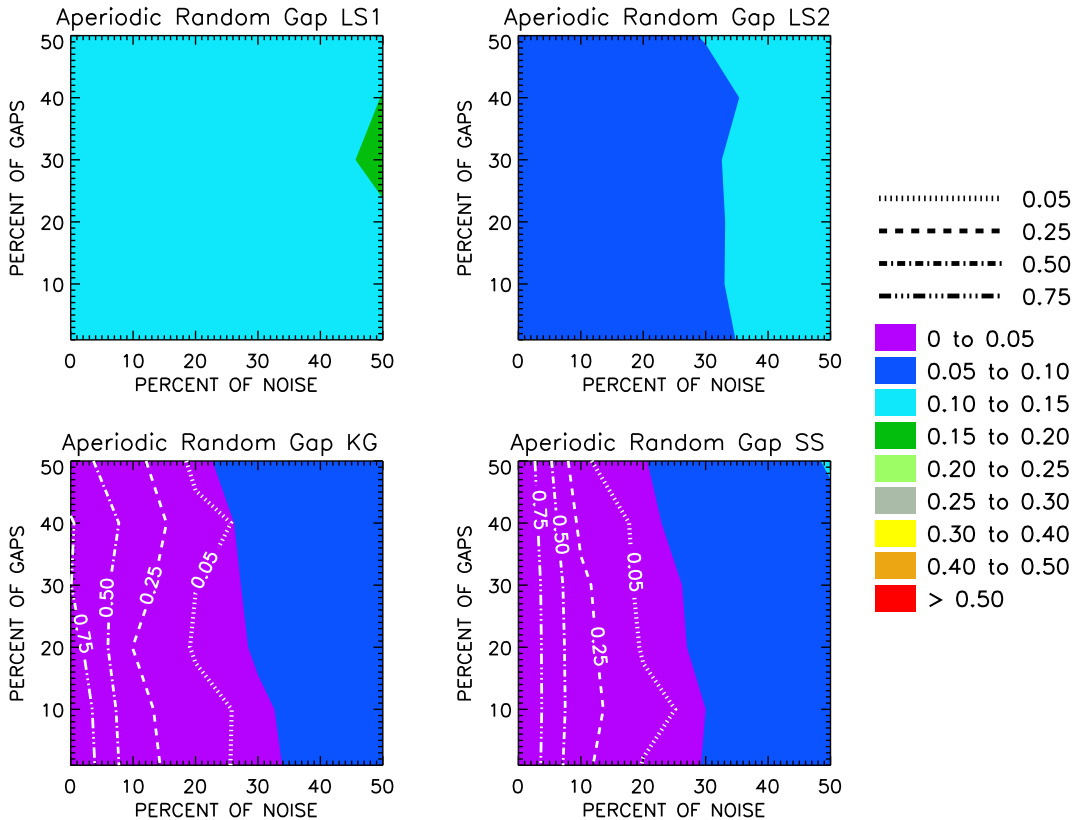 Aperiodic Random Gap LS1
50
40
30
20
10
PERCENT OF GAPS
0 10 20 30 40 50
PERCENT OF NOISE
Aperiodic Random Gap LS2
50
40
30
20
10
PERCENT OF GAPS
0 10 20 30 40 50
PERCENT OF NOISE
Aperiodic Random Gap KG
50
40
30
20
10
PERCENT OF GAPS
0.75
0.50
0.25
0.05
0 10 20 30 40 50
PERCENT OF NOISE
Aperiodic Random Gap SS
50
40
30
20
10
PERCENT OF GAPS
0.75
0.50
0.25
0.05
0 10 20 30 40 50
PERCENT OF NOISE
0.05
0.25
0.50
0.75
0 to 0.05
0.05 to 0.10
0.10 to 0.15
0.15 to 0.20
0.20 to 0.25
0.25 to 0.30
0.30 to 0.40
0.40 to 0.50
> 0.50